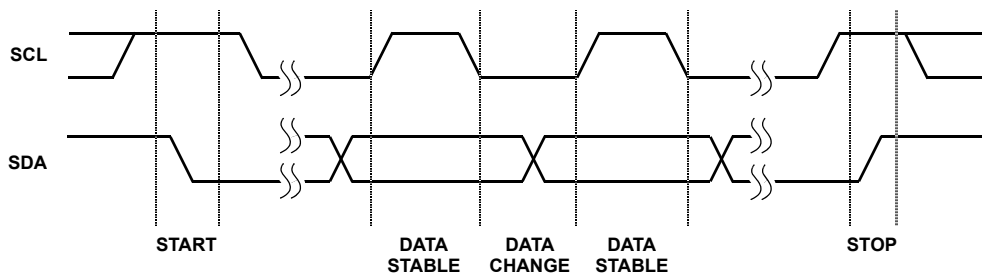 SCL
SDA
START
DATA
STABLE
DATA
CHANGE
DATA
STABLE
STOP